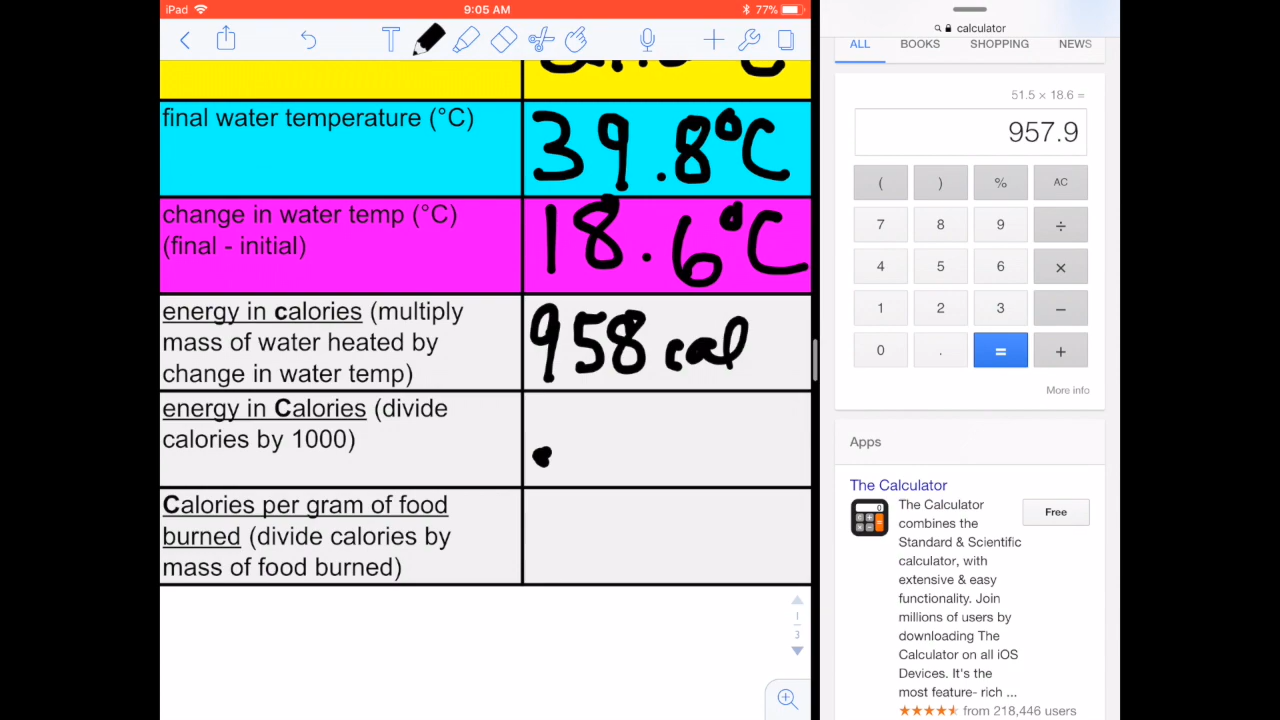 iPad 9:05 AM 77%
calculator
ALL BOOKS SHOPPING NEWS
final water temperature (°C) 39.8°C
change in water temp (°C) 18.6°C
(final - initial)
energy in calories (multiply 958 cal
mass of water heated by
change in water temp)
energy in Calories (divide
calories by 1000)
.
Calories per gram of food
burned (divide calories by
mass of food burned)
1
3
51.5 × 18.6 =
957.9
( ) % AC
7 8 9 ÷
4 5 6 ×
1 2 3 −
0 . = +
More info
Apps
The Calculator
The Calculator
combines the
Standard & Scientific
calculator, with
extensive & easy
functionality. Join
millions of users by
downloading The
Calculator on all iOS
Devices. It's the
most feature- rich ...
Free
from 218,446 users